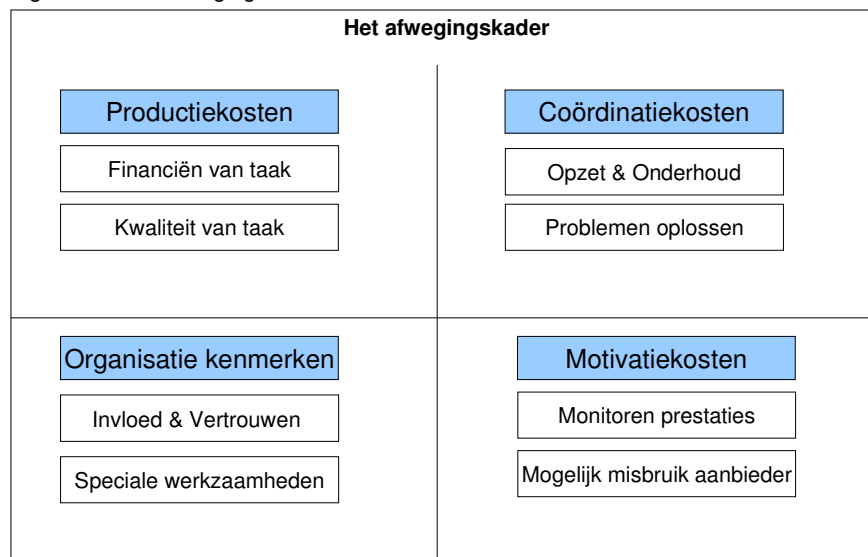 Het afwegingskader
Productiekosten
Financiën van taak
Kwaliteit van taak
Coördinatiekosten
Opzet & Onderhoud
Problemen oplossen
Organisatie kenmerken
Invloed & Vertrouwen
Speciale werkzaamheden
Motivatiekosten
Monitoren prestaties
Mogelijk misbruik aanbieder